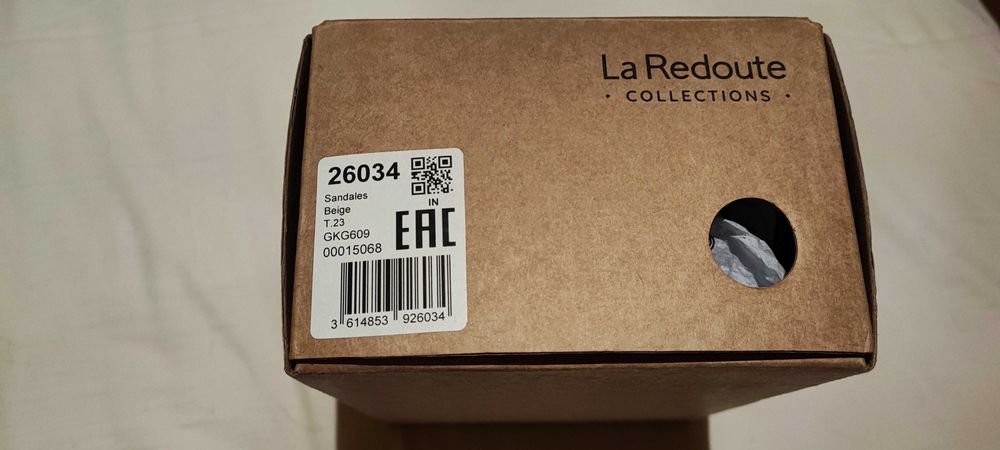 La Redoute
· COLLECTIONS ·
26034
Sandales
Beige
T.23
GKG609
00015068
IN
EAC
3 614853 926034